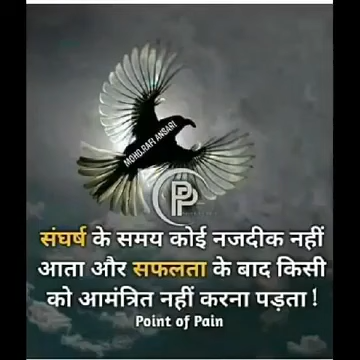 MOHD.RAFI ANSARI
P
संघर्ष के समय कोई नजदीक नहीं
आता और सफलता के बाद किसी
को आमंत्रित नहीं करना पड़ता !
Point of Pain